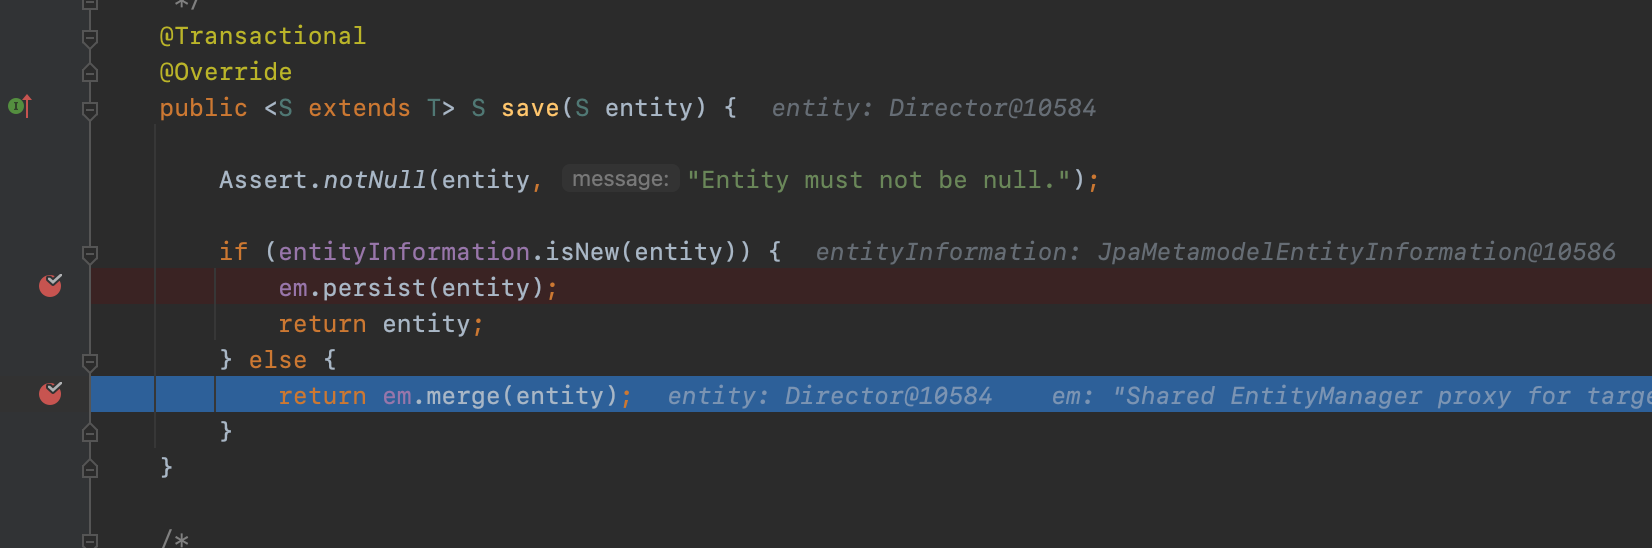 */
@Transactional
@Override
public <S extends T> S save(S entity) { entity: Director@10584
Assert.notNull(entity, message: "Entity must not be null.");
if (entityInformation.isNew(entity)) { entityInformation: JpaMetamodelEntityInformation@10586
em.persist(entity);
return entity;
} else {
return em.merge(entity); entity: Director@10584 em: "Shared EntityManager proxy for targe
}
}
/*